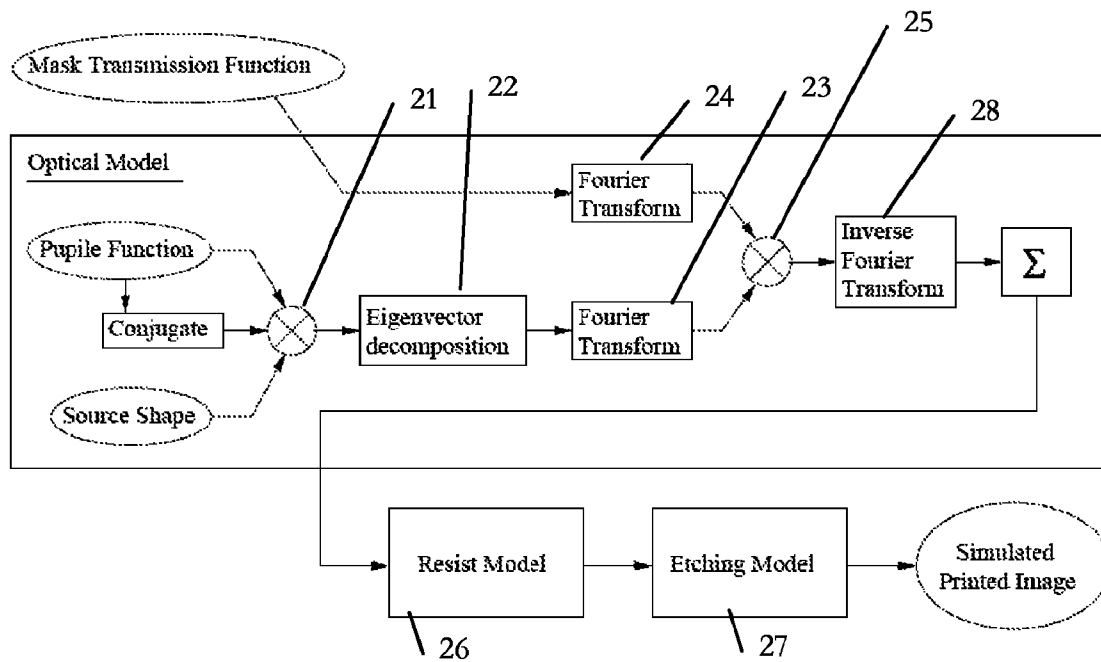 25
Mask Transmission Function
21
22
24
23
28
Optical Model
Fourier
Transform
Pupile Function
Inverse
Fourier
Transform
Σ
Conjugate
Eigenvector
decomposition
Fourier
Transform
Source Shape
Resist Model
Etching Model
Simulated
Printed Image
26
27